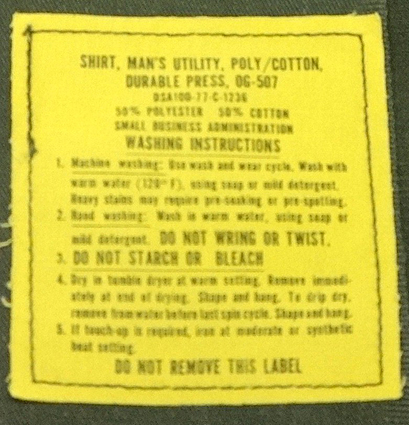 SHIRT, MAN'S UTILITY, POLY/COTTON,
DURABLE PRESS, OG-507
DSA100-77-C-1236
50% POLYESTER 50% COTTON
SMALL BUSINESS ADMINISTRATION
WASHING INSTRUCTIONS
1. Machine washing: Use wash and wear cycle. Wash with
warm water (120° F), using soap or mild detergent.
Heavy stains may require pre-soaking or pre-spotting.
2. Hand washing: Wash in warm water, using soap or
mild detergent. DO NOT WRING OR TWIST.
3. DO NOT STARCH OR BLEACH
4. Dry in tumble dryer at warm setting. Remove immedi-
ately at end of drying. Shape and hang. To drip dry,
remove from water before last spin cycle. Shape and hang.
5. If touch-up is required, iron at moderate or synthetic
heat setting.
DO NOT REMOVE THIS LABEL